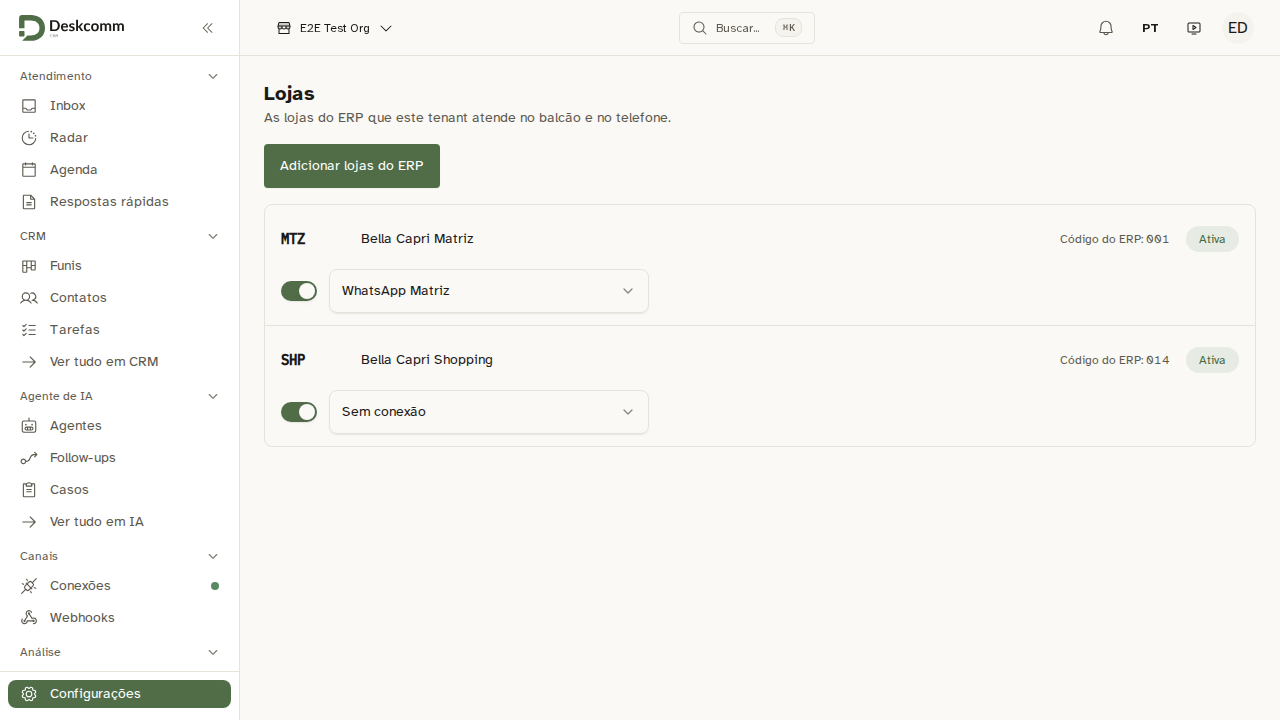 Deskcomm
E2E Test Org
Buscar...
⌘K
PT
ED
Atendimento
Inbox
Radar
Agenda
Respostas rápidas
CRM
Funis
Contatos
Tarefas
Ver tudo em CRM
Agente de IA
Agentes
Follow-ups
Casos
Ver tudo em IA
Canais
Conexões
Webhooks
Análise
Configurações
Lojas
As lojas do ERP que este tenant atende no balcão e no telefone.
Adicionar lojas do ERP
MTZ Bella Capri Matriz Código do ERP: 001 Ativa
WhatsApp Matriz
SHP Bella Capri Shopping Código do ERP: 014 Ativa
Sem conexão